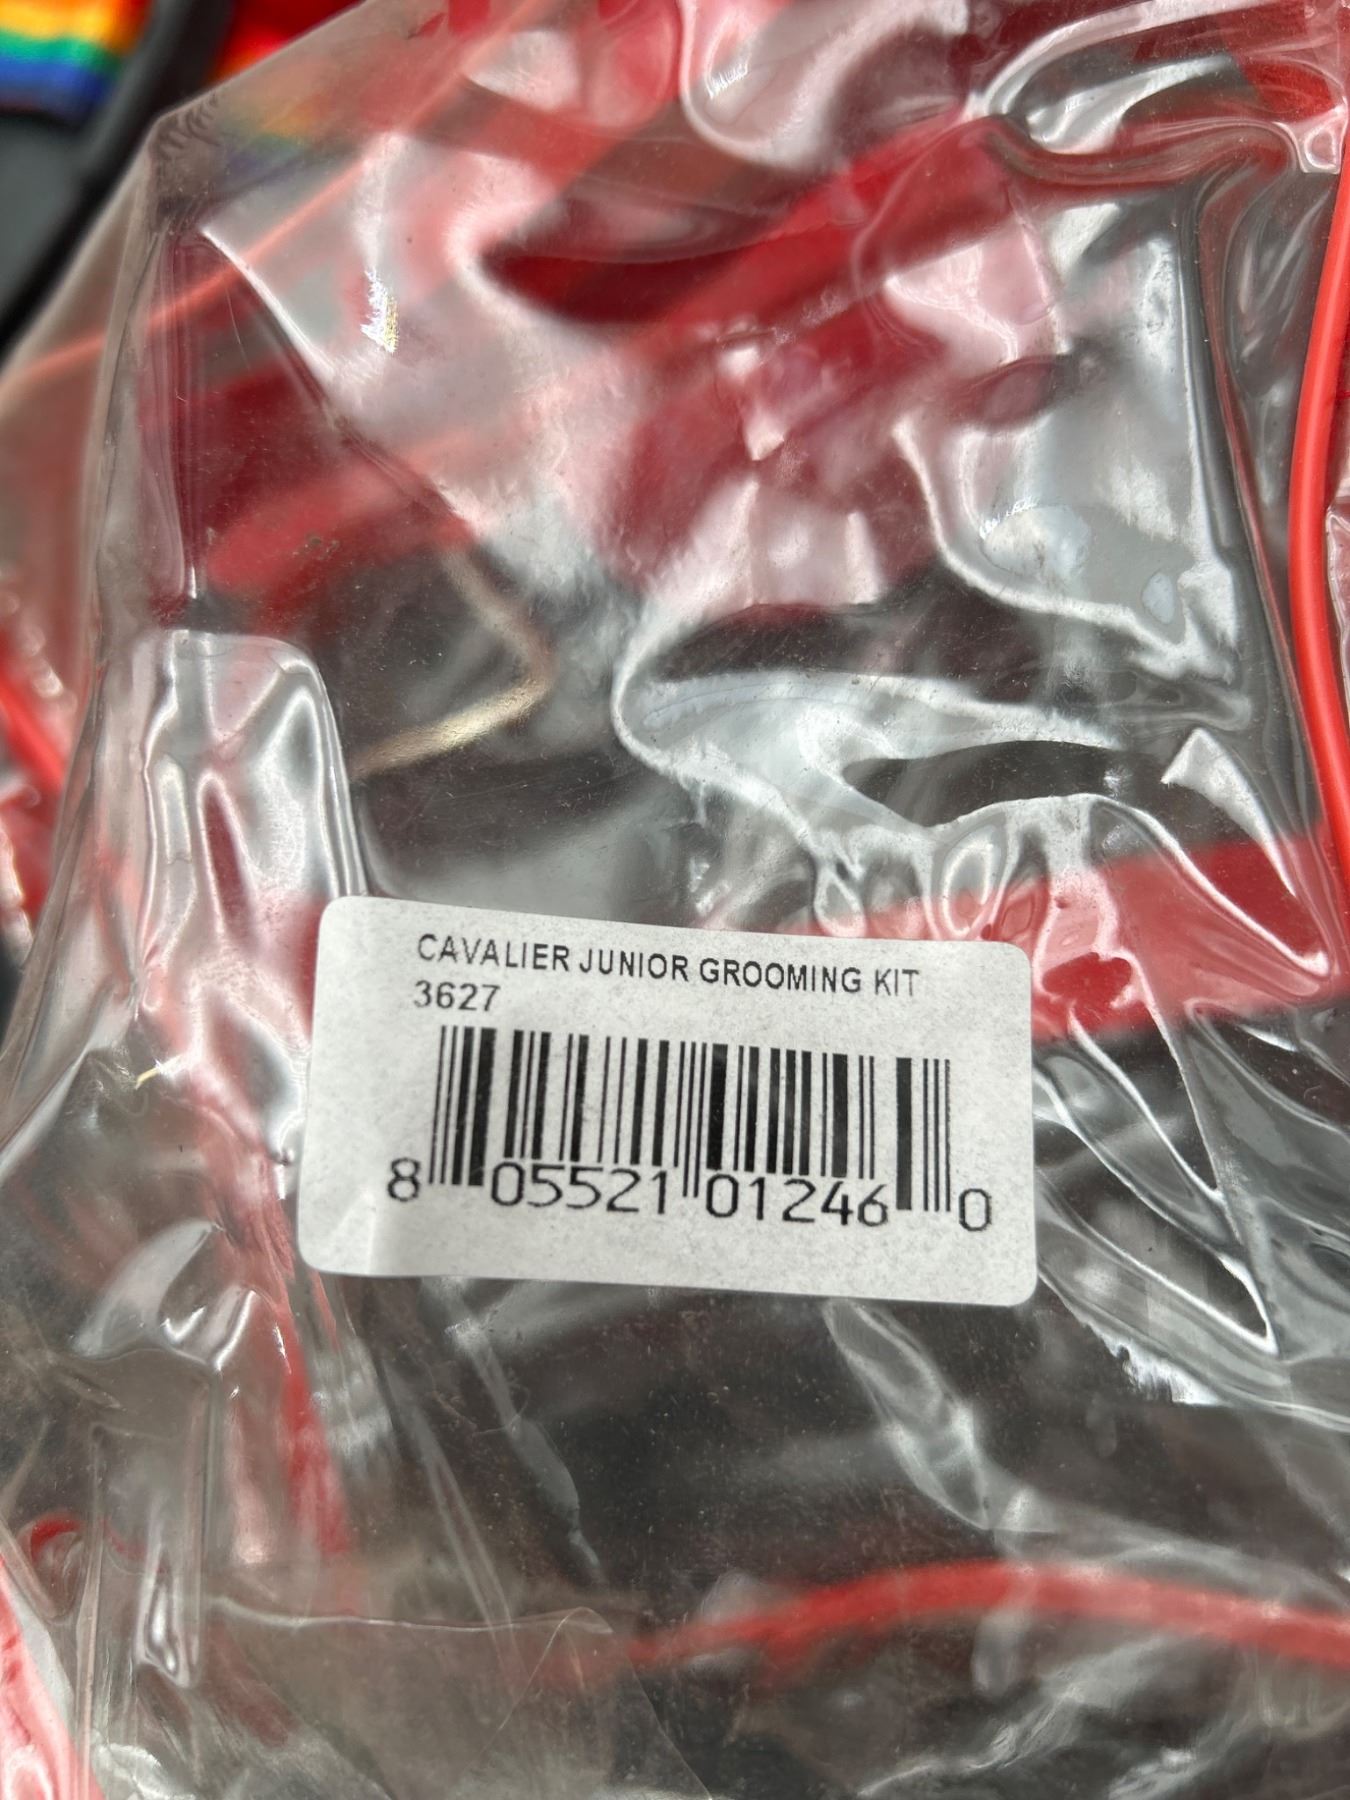 CAVALIER JUNIOR GROOMING KIT
3627
8 05521 01246 0